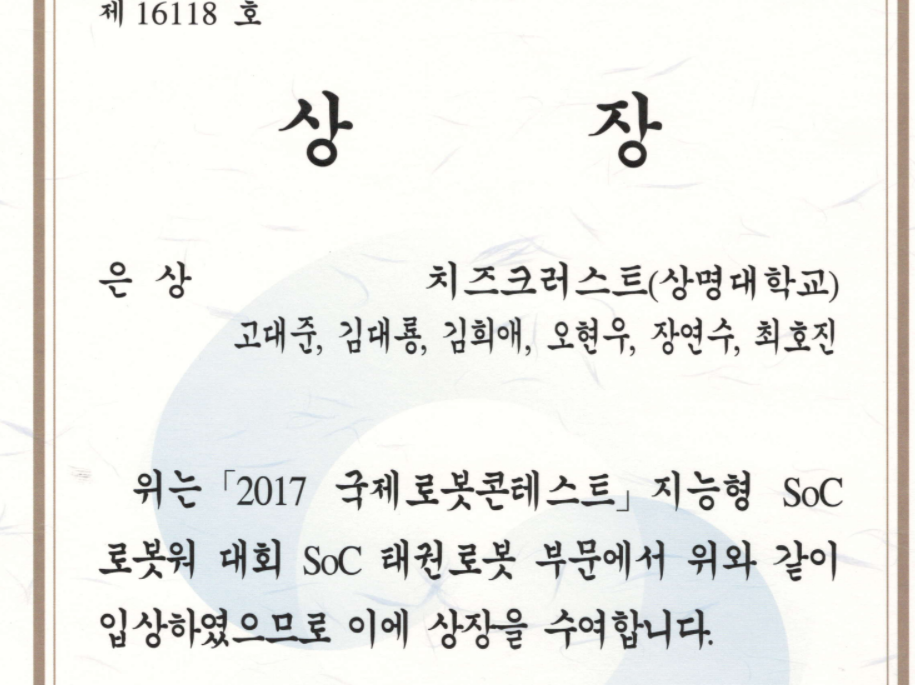 제 16118 호
상 장
은 상 치즈크러스트(상명대학교)
고대준, 김대룡, 김희애, 오현우, 장연수, 최호진
위는「2017 국제로봇콘테스트」지능형 SoC
로봇워 대회 SoC 태권로봇 부문에서 위와 같이
입상하였으므로 이에 상장을 수여합니다.